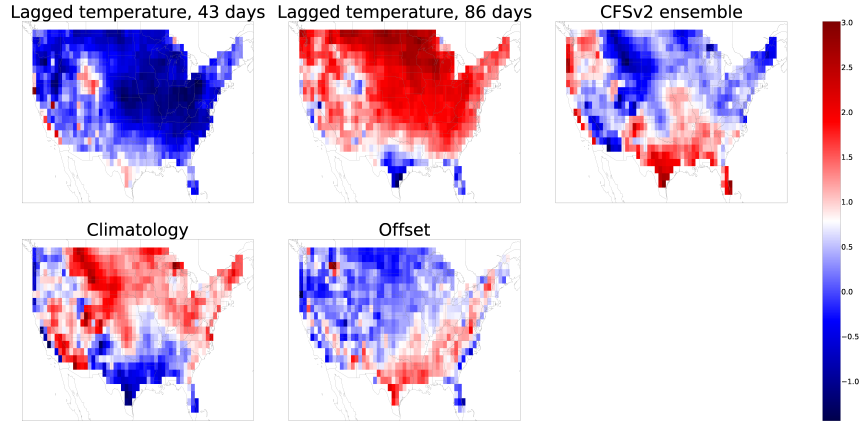 Lagged temperature, 43 days
Lagged temperature, 86 days
CFSv2 ensemble
3.0
2.5
2.0
1.5
1.0
0.5
0.0
−0.5
−1.0
Climatology
Offset